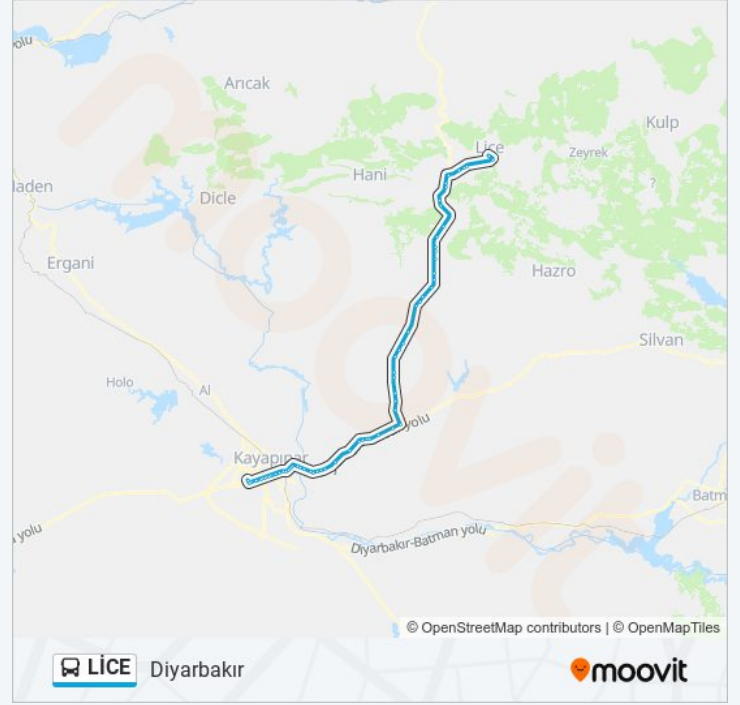 olu
Arıcak
Kulp
Lice
Zeyrek
Hani
?
laden
Dicle
Ergani
Hazro
Silvan
Holo
Al
yolu
Kayapınar
Batm
yolu
Diyarbakır-Batman yolu
© OpenStreetMap contributors | © OpenMapTiles
LİCE Diyarbakır
moovit